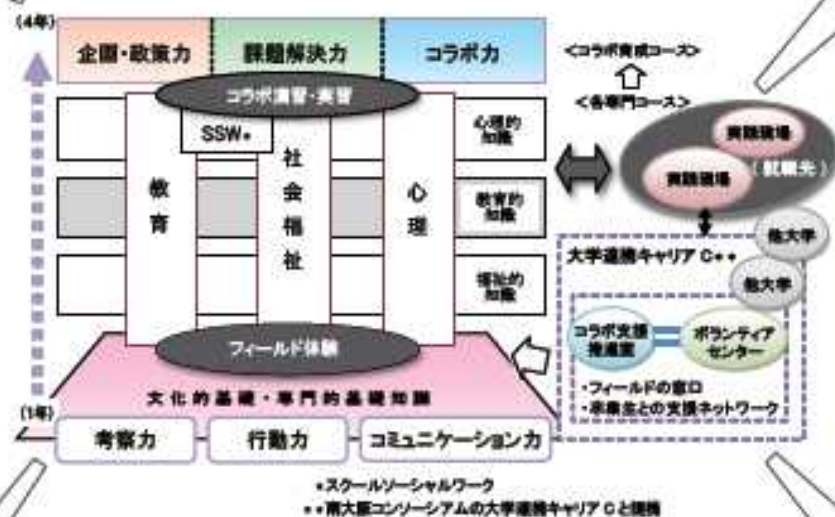 (4年)
企画・政策力
課題解決力
コラボ力
<コラボ育成コース>
<各専門コース>
コラボ演習・実習
SSW*
教育
社会福祉
心理
心理的
知識
教育的
知識
福祉的
知識
実践現場
実践現場
(就職先)
他大学
他大学
大学連携キャリアC**
コラボ支援
推進室
ボランティア
センター
・フィールドの窓口
・卒業生との支援ネットワーク
フィールド体験
文化的基礎・専門的基礎知識
(1年)
考察力
行動力
コミュニケーション力
*スクールソーシャルワーク
**南大阪コンソーシアムの大学連携キャリアCと連携